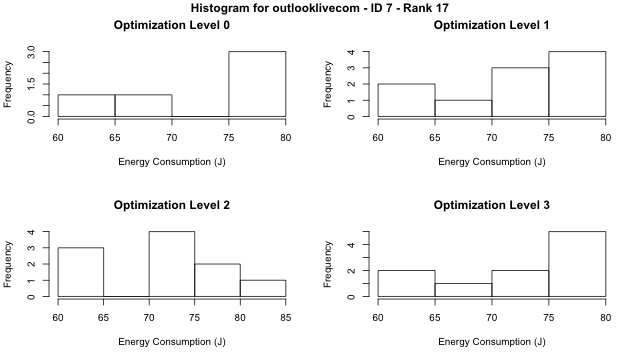 Histogram for outlooklivecom - ID 7 - Rank 17
Optimization Level 0
Frequency
0.0 1.5 3.0
60 65 70 75 80
Energy Consumption (J)
Optimization Level 1
Frequency
0 1 2 3 4
60 65 70 75 80
Energy Consumption (J)
Optimization Level 2
Frequency
0 1 2 3 4
60 65 70 75 80 85
Energy Consumption (J)
Optimization Level 3
Frequency
0 2 4
60 65 70 75 80
Energy Consumption (J)